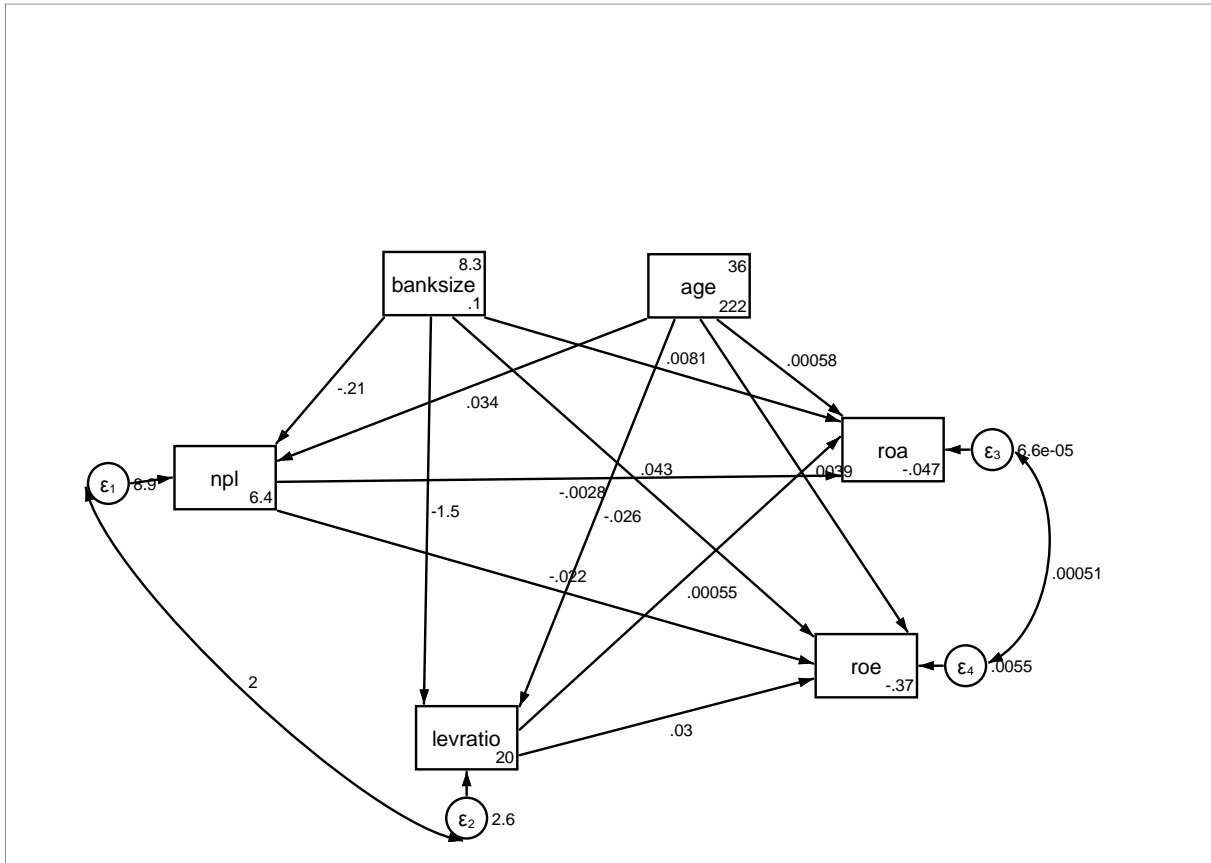 8.3
banksize
.1
36
age
222
.0081
.00058
-.21
.034
roa
-.047
ε3
6.6e-05
npl
6.4
ε1
8.9
.043
.0039
-.0028
-1.5
-.026
-.022
.00055
.00051
roe
-.37
ε4
.0055
2
levratio
20
.03
ε2
2.6